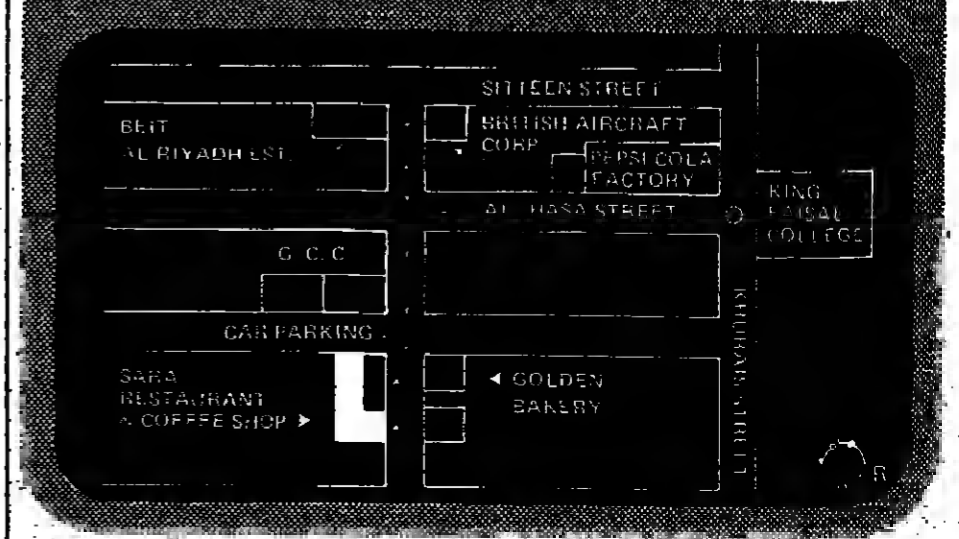 SITTEEN STREET
BEIT
AL RIYADH EST.
BRITISH AIRCRAFT
CORP
PEPSI COLA
FACTORY
KING
FAISAL
COLLEGE
AL HASA STREET
G.C.C
CAR PARKING
SARA
RESTAURANT
& COFFEE SHOP
GOLDEN
BAKERY
STREET
R